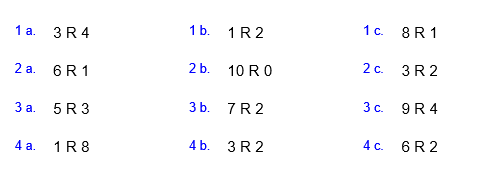 1 a. 3 R 4 1 b. 1 R 2 1 c. 8 R 1
2 a. 6 R 1 2 b. 10 R 0 2 c. 3 R 2
3 a. 5 R 3 3 b. 7 R 2 3 c. 9 R 4
4 a. 1 R 8 4 b. 3 R 2 4 c. 6 R 2